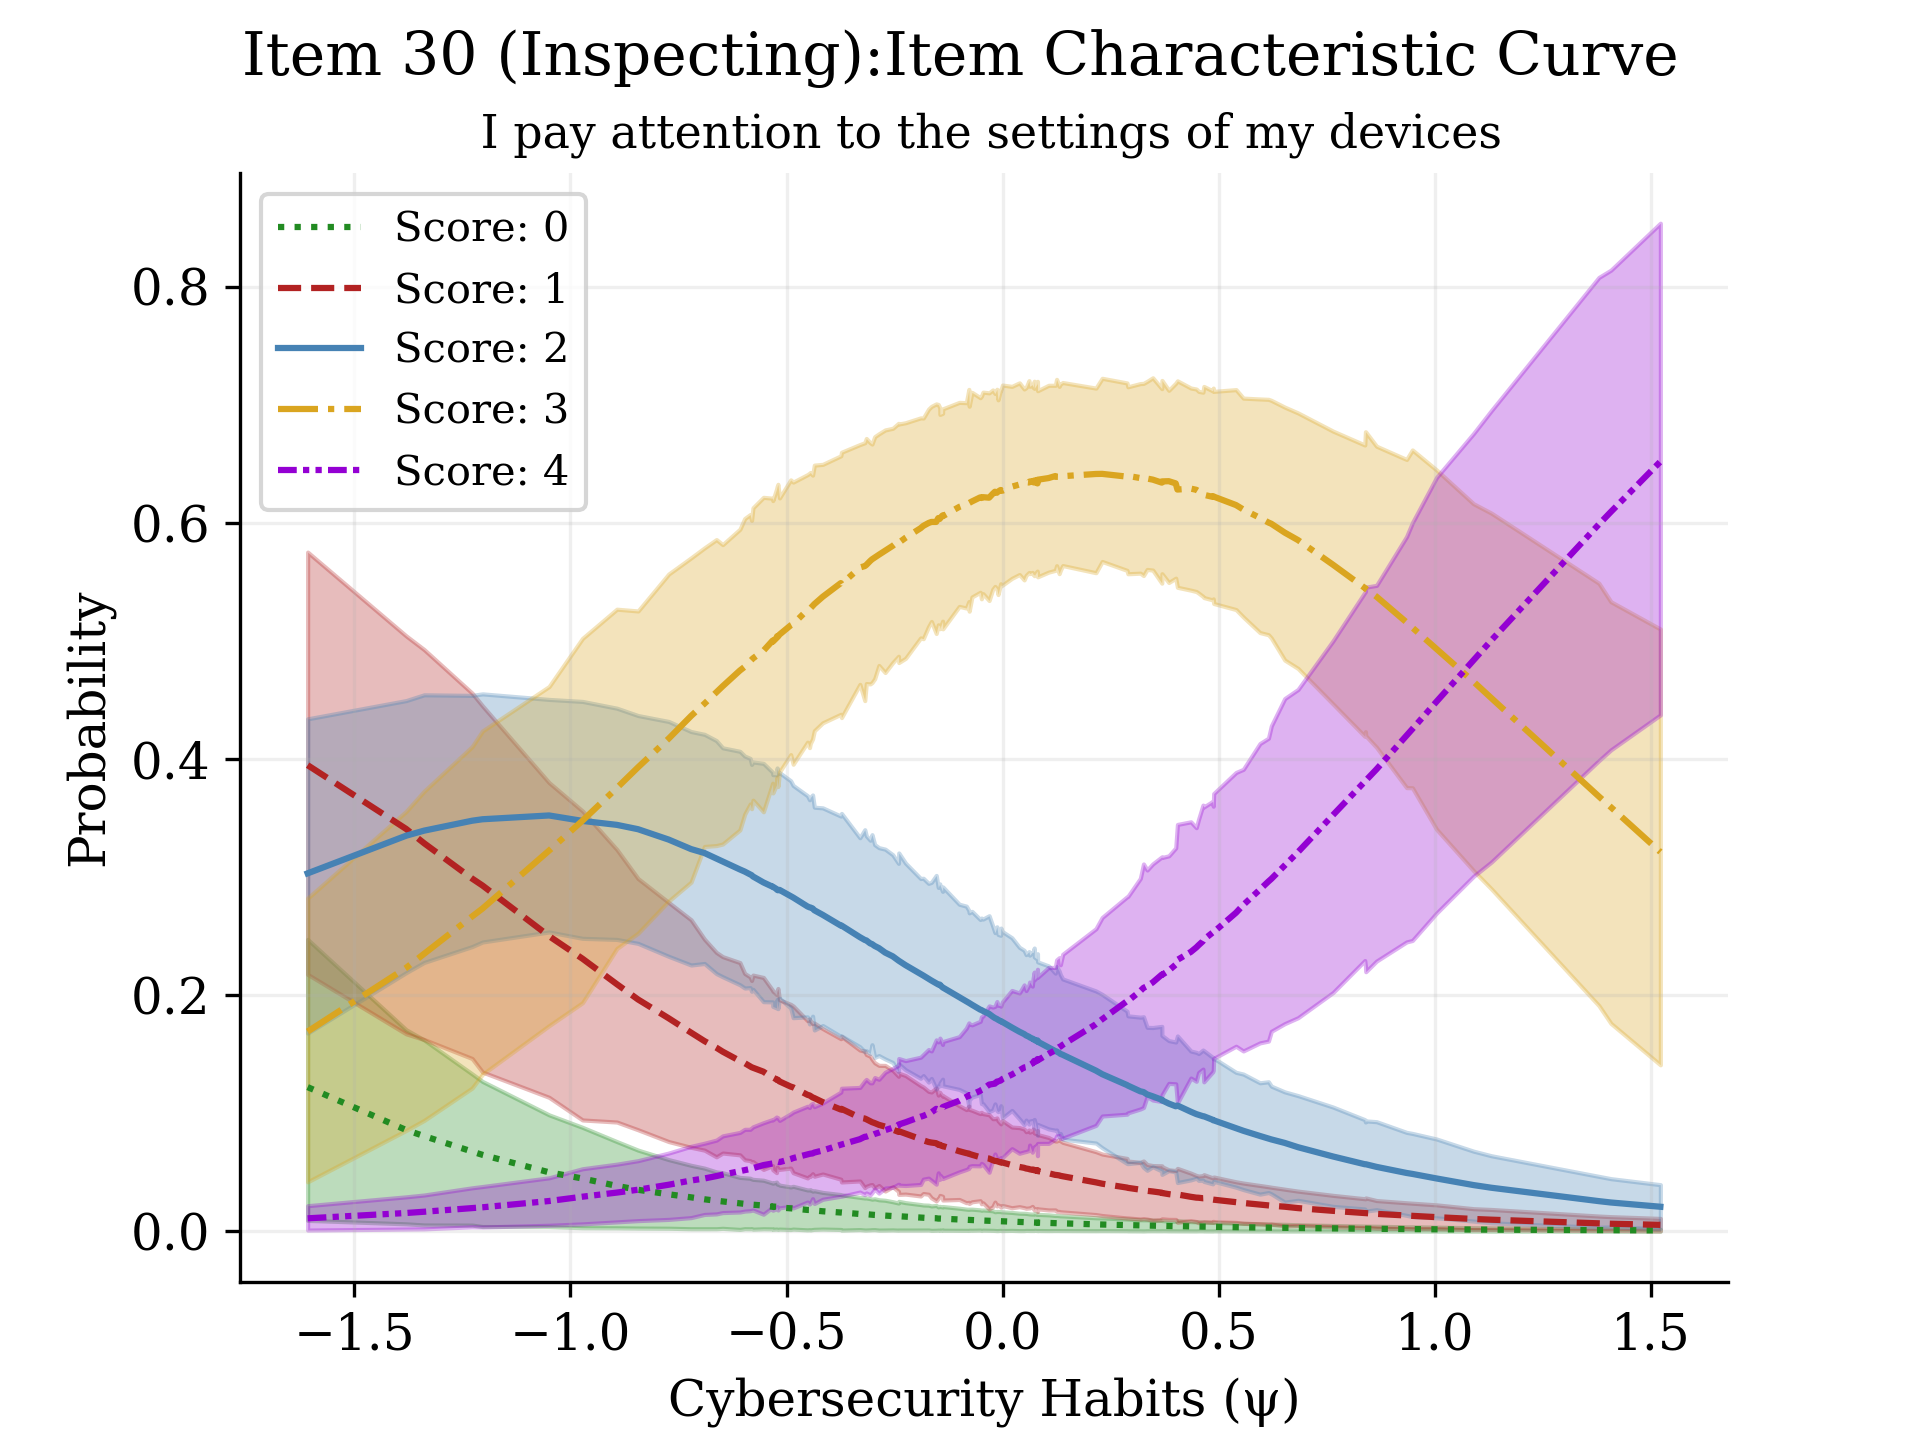 Item 30 (Inspecting):Item Characteristic Curve
I pay attention to the settings of my devices
Score: 0
Score: 1
Score: 2
Score: 3
Score: 4
0.8
0.6
0.4
0.2
0.0
Probability
−1.5 −1.0 −0.5 0.0 0.5 1.0 1.5
Cybersecurity Habits (ψ)